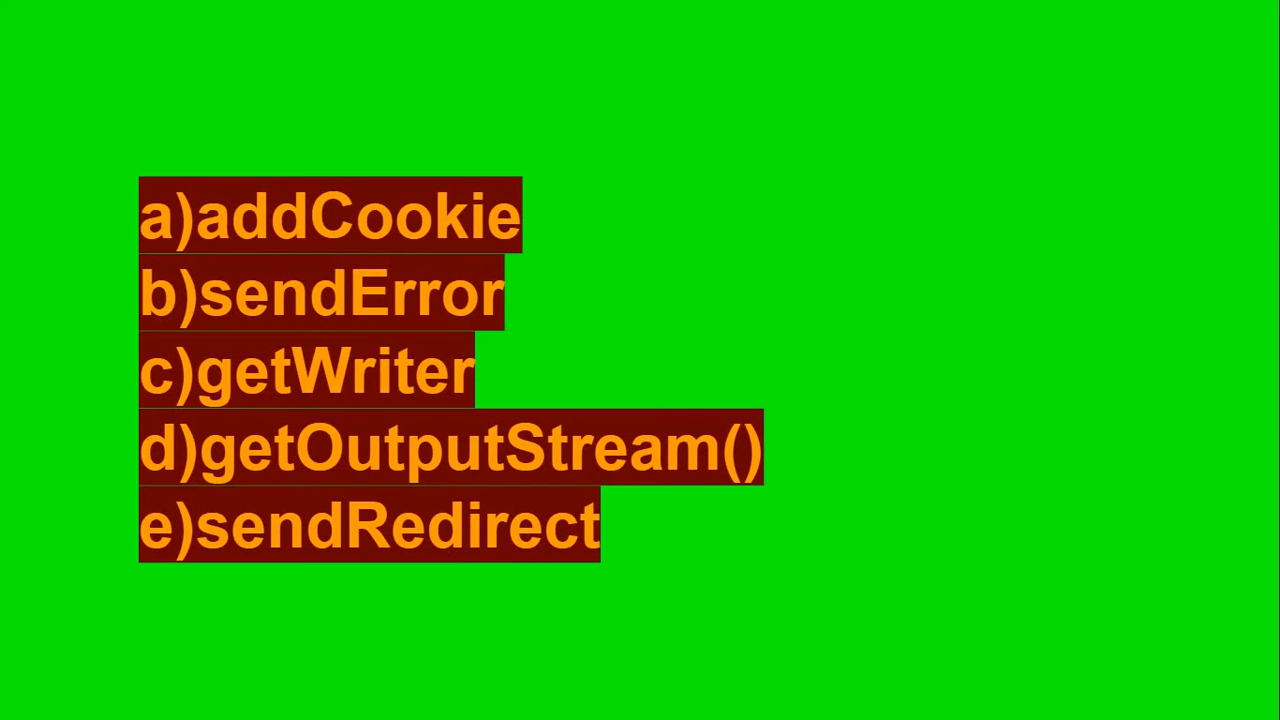 a)addCookie
b)sendError
c)getWriter
d)getOutputStream()
e)sendRedirect